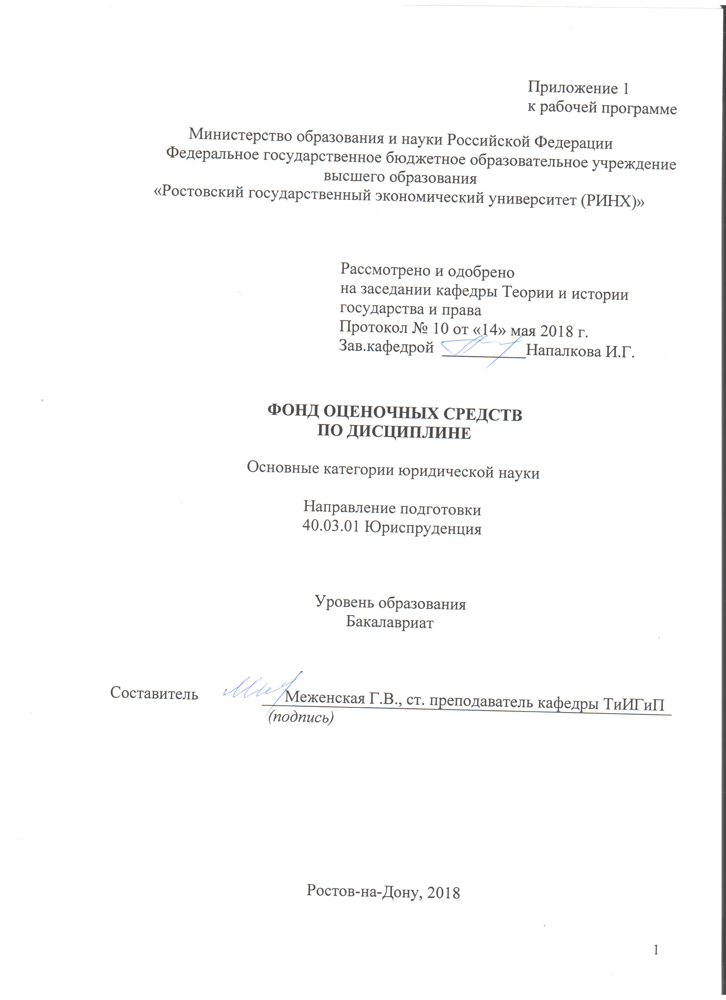 Приложение 1
к рабочей программе
Министерство образования и науки Российской Федерации
Федеральное государственное бюджетное образовательное учреждение
высшего образования
«Ростовский государственный экономический университет (РИНХ)»
Рассмотрено и одобрено
на заседании кафедры Теории и истории
государства и права
Протокол № 10 от «14» мая 2018 г.
Зав.кафедрой __________Напалкова И.Г.
ФОНД ОЦЕНОЧНЫХ СРЕДСТВ
ПО ДИСЦИПЛИНЕ
Основные категории юридической науки
Направление подготовки
40.03.01 Юриспруденция
Уровень образования
Бакалавриат
Составитель Меженская Г.В., ст. преподаватель кафедры ТиИГиП
(подпись)
Ростов-на-Дону, 2018
1